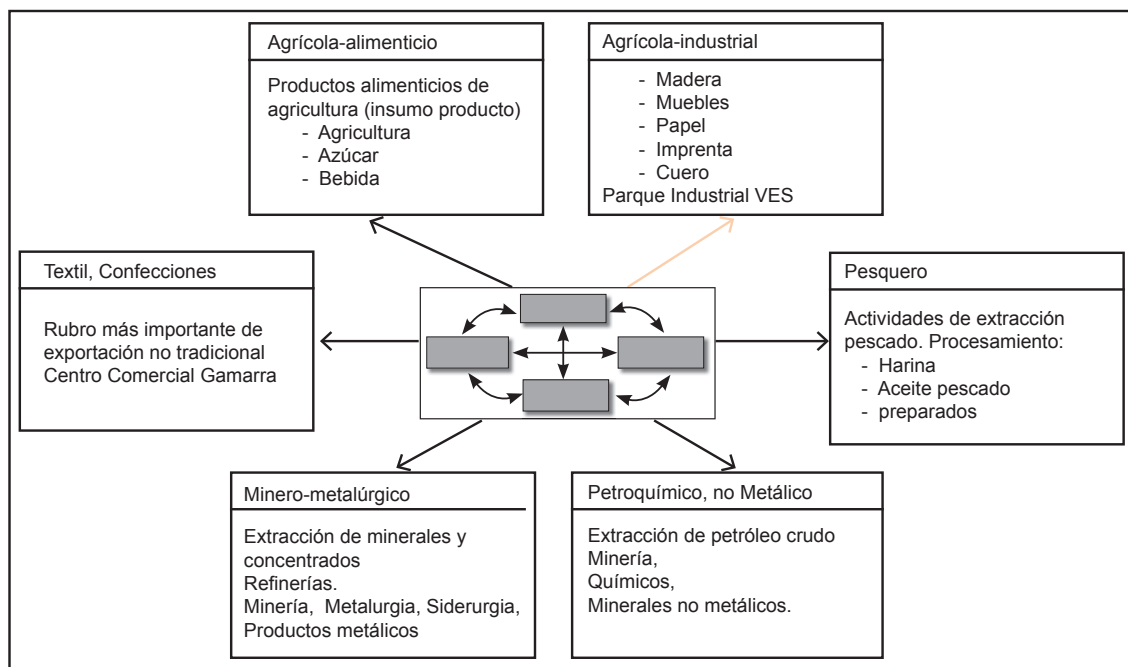 Agrícola-alimenticio
Productos alimenticios de
agricultura (insumo producto)
- Agricultura
- Azúcar
- Bebida
Agrícola-industrial
- Madera
- Muebles
- Papel
- Imprenta
- Cuero
Parque Industrial VES
Textil, Confecciones
Rubro más importante de
exportación no tradicional
Centro Comercial Gamarra
Pesquero
Actividades de extracción
pescado. Procesamiento:
- Harina
- Aceite pescado
- preparados
Minero-metalúrgico
Extracción de minerales y
concentrados
Refinerías.
Minería, Metalurgia, Siderurgia,
Productos metálicos
Petroquímico, no Metálico
Extracción de petróleo crudo
Minería,
Químicos,
Minerales no metálicos.